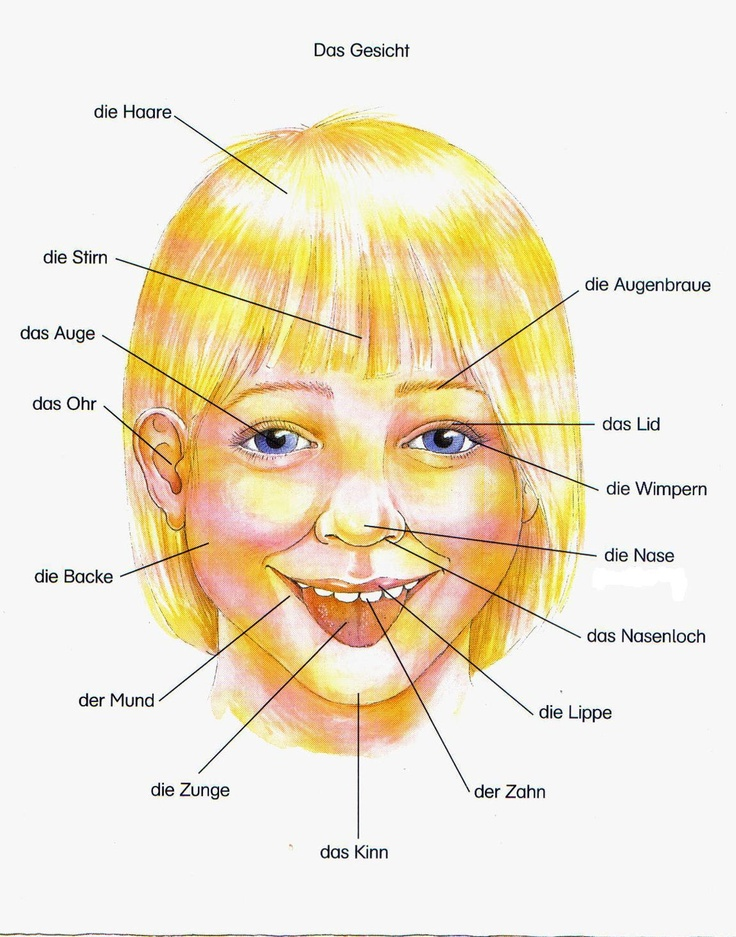 Das Gesicht
die Haare
die Stirn
die Augenbraue
das Auge
das Ohr
das Lid
die Wimpern
die Nase
die Backe
das Nasenloch
der Mund
die Lippe
die Zunge
der Zahn
das Kinn